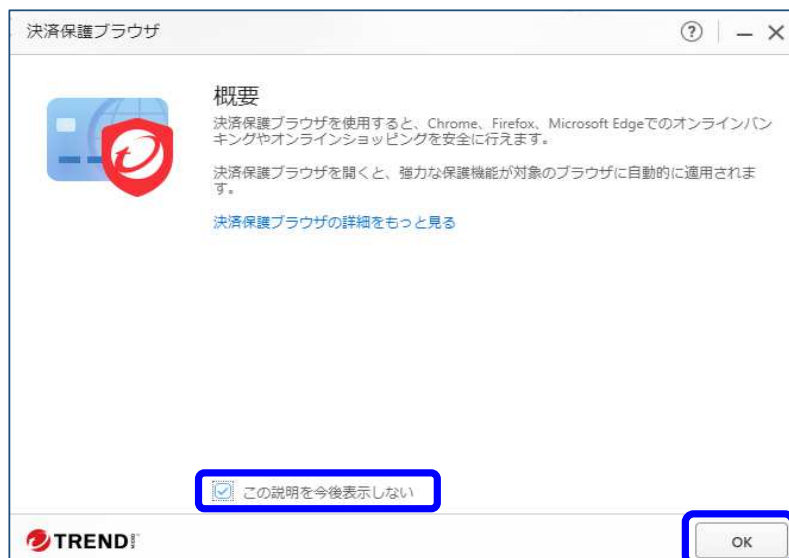 決済保護ブラウザ
概要
決済保護ブラウザを使用すると、Chrome、Firefox、Microsoft Edgeでのオンラインバン
キングやオンラインショッピングを安全に行えます。
決済保護ブラウザを開くと、強力な保護機能が対象のブラウザに自動的に適用されま
す。
決済保護ブラウザの詳細をもっと見る
この説明を今後表示しない
TREND
OK